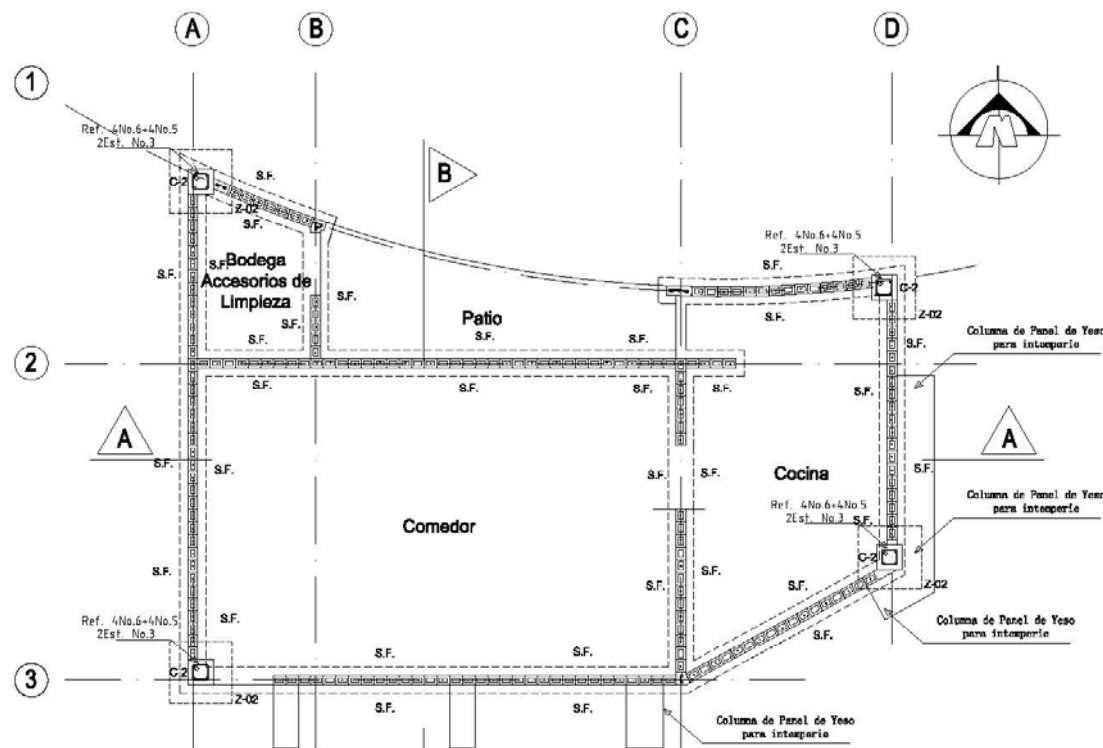 A
B
C
D
1
Ref. 4No.6+4No.5
2Est. No.3
S.F.
C-2
Z-02
S.F.
B
M
Ref. 4No.6+4No.5
2Est. No.3
S.F.
S.F.
S.F.
Bodega
Accesorios de
Limpieza
S.F.
C-2
S.F.
Z-02
Patio
S.F.
S.F.
S.F.
S.F.
S.F.
Columna de Panel de Yeso
para intemperie
2
S.F.
S.F.
S.F.
S.F.
S.F.
A
A
S.F.
S.F.
S.F.
S.F.
S.F.
Cocina
Columna de Panel de Yeso
para intemperie
Ref. 4No.6+4No.5
2Est. No.3
S.F.
Comedor
C-2
S.F.
S.F.
S.F.
S.F.
Z-02
S.F.
Ref. 4No.6+4No.5
2Est. No.3
S.F.
Columna de Panel de Yeso
para intemperie
S.F.
S.F.
S.F.
C-2
3
Z-02
S.F.
S.F.
Columna de Panel de Yeso
para intemperie